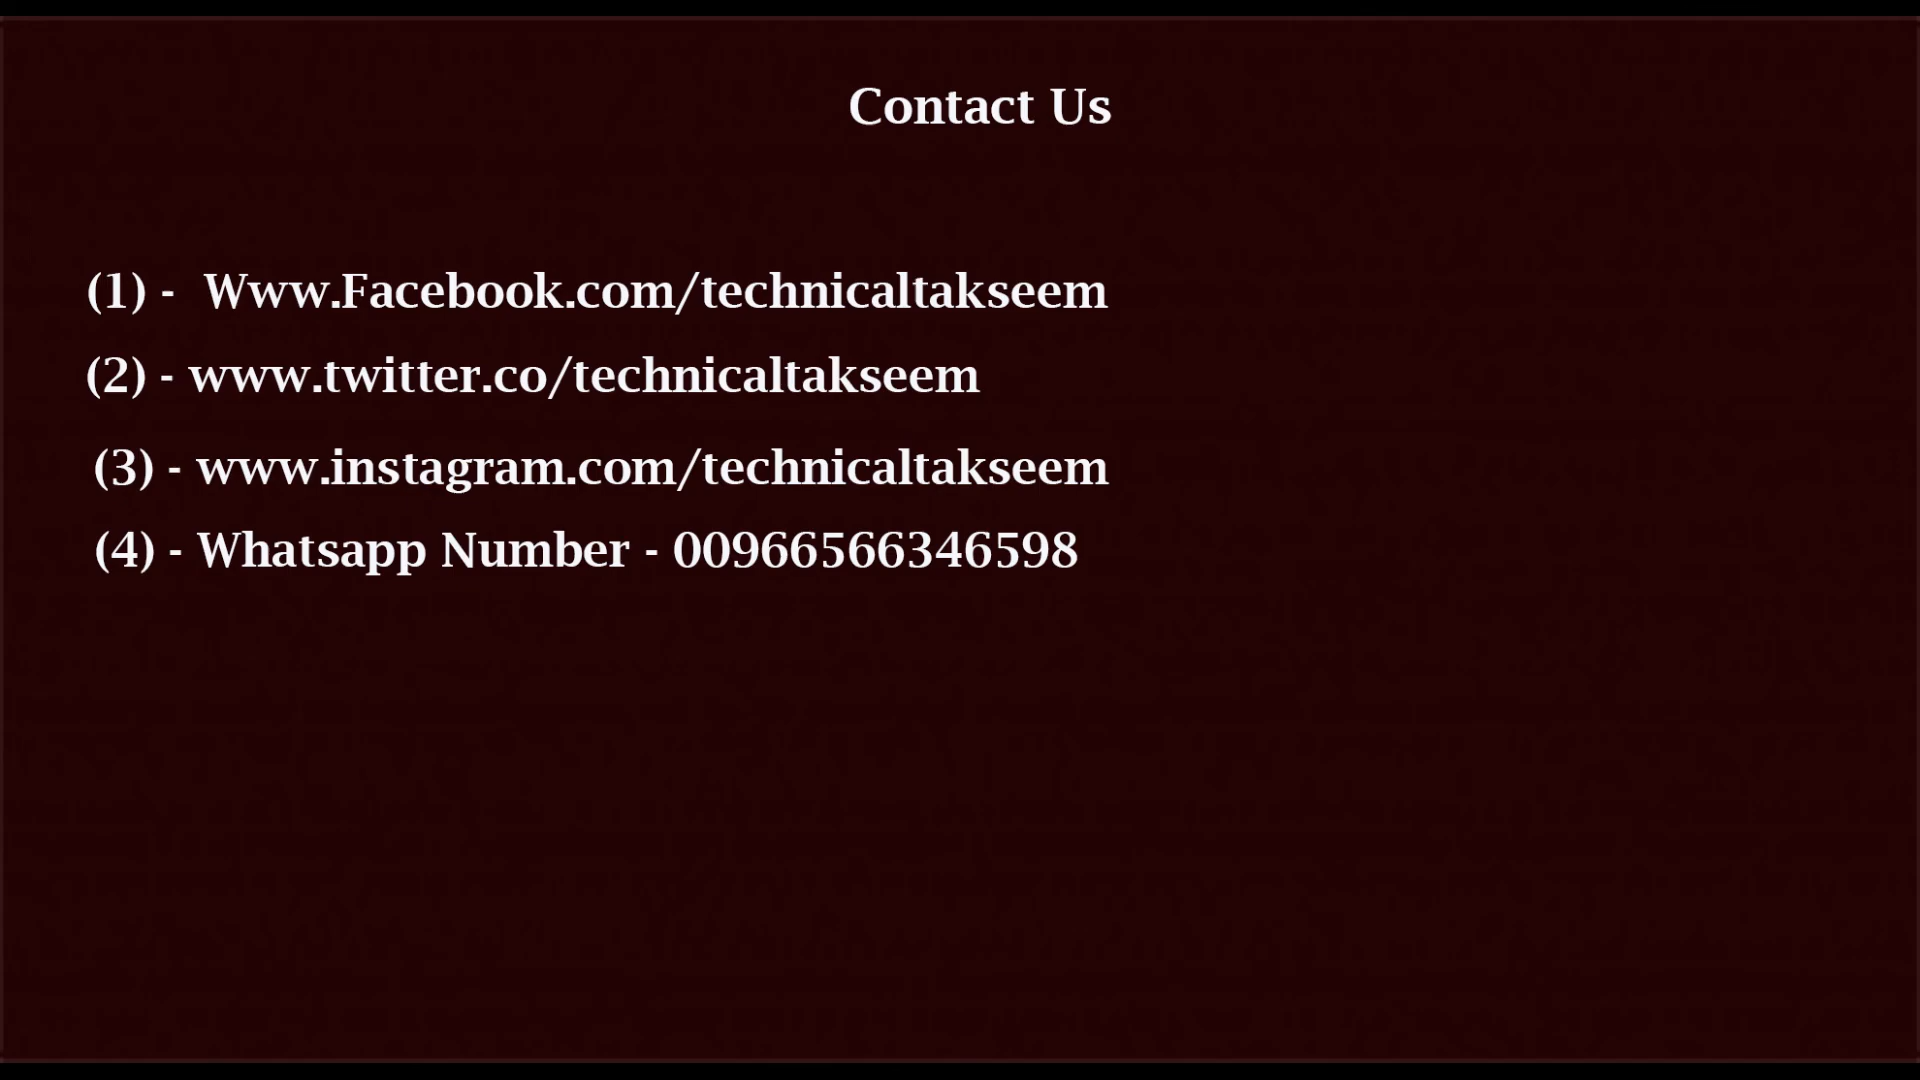 Contact Us
(1) - Www.Facebook.com/technicaltakseem
(2) - www.twitter.co/technicaltakseem
(3) - www.instagram.com/technicaltakseem
(4) - Whatsapp Number - 00966566346598